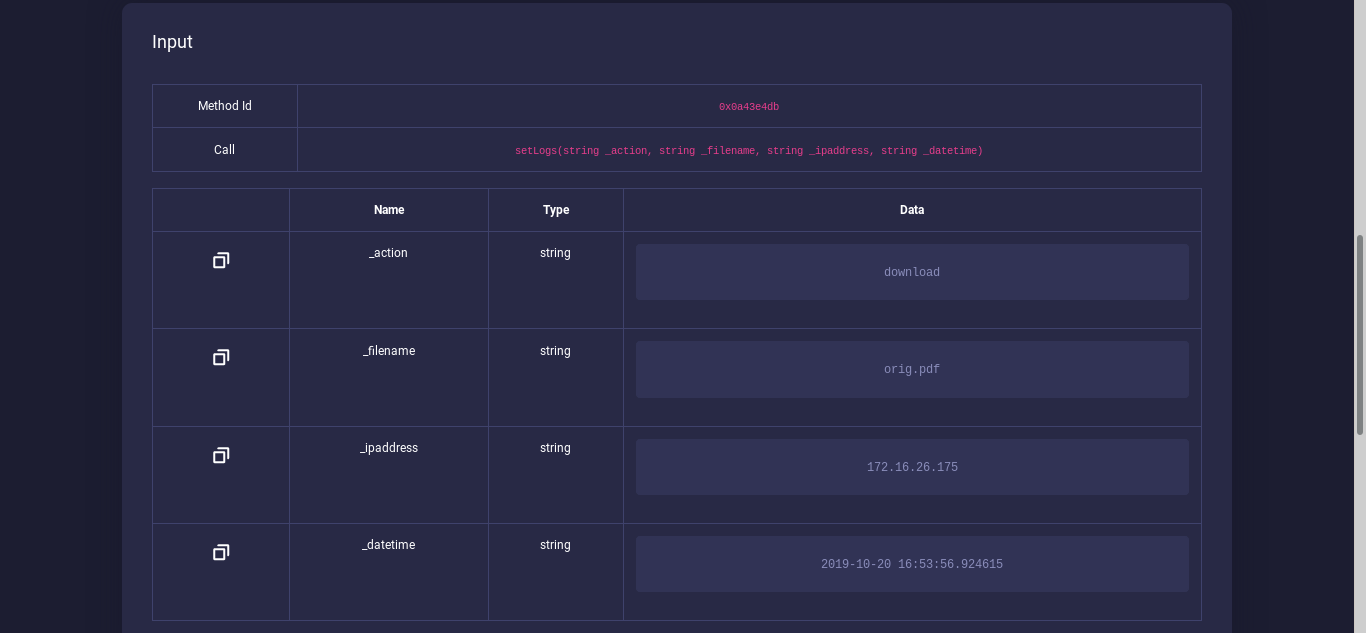 Input
Method Id 0x0a43e4db
Call setLogs(string _action, string _filename, string _ipaddress, string _datetime)
Name Type Data
_action string download
_filename string orig.pdf
_ipaddress string 172.16.26.175
_datetime string 2019-10-20 16:53:56.924615